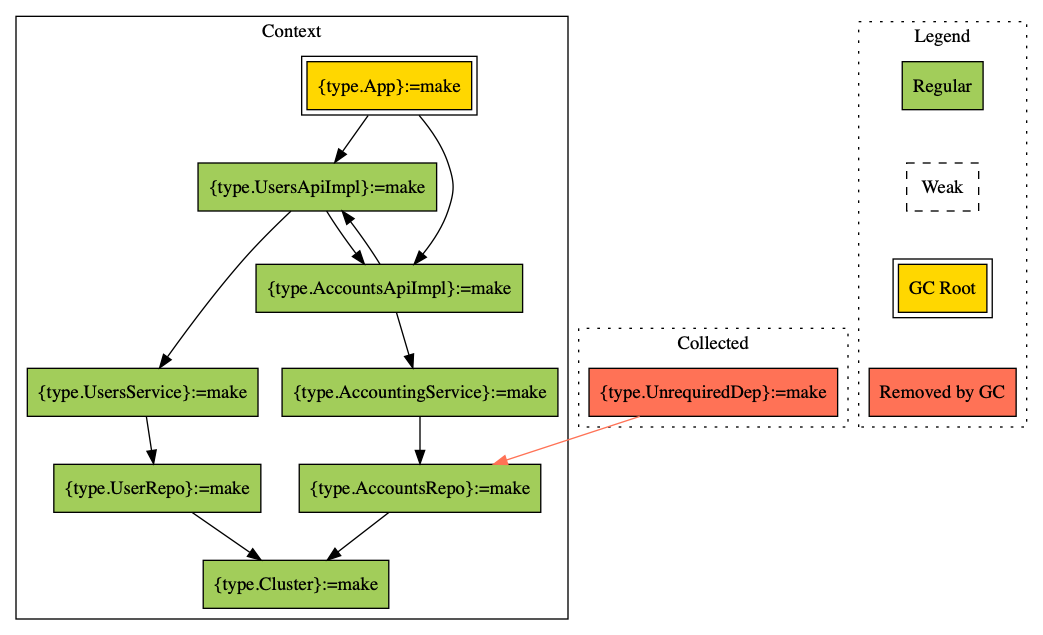 Context
{type.App}:=make
{type.UsersApiImpl}:=make
{type.AccountsApiImpl}:=make
{type.UsersService}:=make
{type.AccountingService}:=make
{type.UserRepo}:=make
{type.AccountsRepo}:=make
{type.Cluster}:=make
Collected
{type.UnrequiredDep}:=make
Legend
Regular
Weak
GC Root
Removed by GC